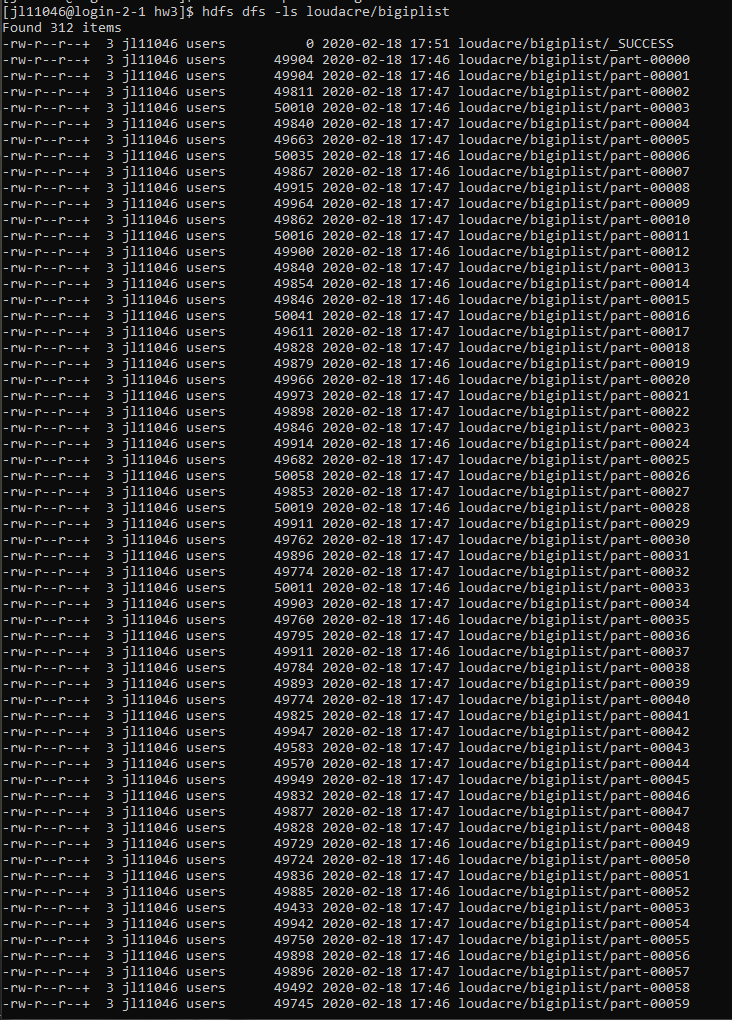 [jl11046@login-2-1 hw3]$ hdfs dfs -ls loudacre/bigiplist
Found 312 items
-rw-r--r--+  3 jl11046 users          0 2020-02-18 17:51 loudacre/bigiplist/_SUCCESS
-rw-r--r--+  3 jl11046 users      49904 2020-02-18 17:46 loudacre/bigiplist/part-00000
-rw-r--r--+  3 jl11046 users      49904 2020-02-18 17:46 loudacre/bigiplist/part-00001
-rw-r--r--+  3 jl11046 users      49811 2020-02-18 17:47 loudacre/bigiplist/part-00002
-rw-r--r--+  3 jl11046 users      50010 2020-02-18 17:46 loudacre/bigiplist/part-00003
-rw-r--r--+  3 jl11046 users      49840 2020-02-18 17:47 loudacre/bigiplist/part-00004
-rw-r--r--+  3 jl11046 users      49663 2020-02-18 17:47 loudacre/bigiplist/part-00005
-rw-r--r--+  3 jl11046 users      50035 2020-02-18 17:46 loudacre/bigiplist/part-00006
-rw-r--r--+  3 jl11046 users      49867 2020-02-18 17:46 loudacre/bigiplist/part-00007
-rw-r--r--+  3 jl11046 users      49915 2020-02-18 17:47 loudacre/bigiplist/part-00008
-rw-r--r--+  3 jl11046 users      49964 2020-02-18 17:46 loudacre/bigiplist/part-00009
-rw-r--r--+  3 jl11046 users      49862 2020-02-18 17:47 loudacre/bigiplist/part-00010
-rw-r--r--+  3 jl11046 users      50016 2020-02-18 17:47 loudacre/bigiplist/part-00011
-rw-r--r--+  3 jl11046 users      49900 2020-02-18 17:46 loudacre/bigiplist/part-00012
-rw-r--r--+  3 jl11046 users      49840 2020-02-18 17:47 loudacre/bigiplist/part-00013
-rw-r--r--+  3 jl11046 users      49854 2020-02-18 17:47 loudacre/bigiplist/part-00014
-rw-r--r--+  3 jl11046 users      49846 2020-02-18 17:47 loudacre/bigiplist/part-00015
-rw-r--r--+  3 jl11046 users      50041 2020-02-18 17:46 loudacre/bigiplist/part-00016
-rw-r--r--+  3 jl11046 users      49611 2020-02-18 17:47 loudacre/bigiplist/part-00017
-rw-r--r--+  3 jl11046 users      49828 2020-02-18 17:47 loudacre/bigiplist/part-00018
-rw-r--r--+  3 jl11046 users      49879 2020-02-18 17:46 loudacre/bigiplist/part-00019
-rw-r--r--+  3 jl11046 users      49966 2020-02-18 17:46 loudacre/bigiplist/part-00020
-rw-r--r--+  3 jl11046 users      49973 2020-02-18 17:47 loudacre/bigiplist/part-00021
-rw-r--r--+  3 jl11046 users      49898 2020-02-18 17:47 loudacre/bigiplist/part-00022
-rw-r--r--+  3 jl11046 users      49846 2020-02-18 17:47 loudacre/bigiplist/part-00023
-rw-r--r--+  3 jl11046 users      49914 2020-02-18 17:46 loudacre/bigiplist/part-00024
-rw-r--r--+  3 jl11046 users      49682 2020-02-18 17:47 loudacre/bigiplist/part-00025
-rw-r--r--+  3 jl11046 users      50058 2020-02-18 17:46 loudacre/bigiplist/part-00026
-rw-r--r--+  3 jl11046 users      49853 2020-02-18 17:47 loudacre/bigiplist/part-00027
-rw-r--r--+  3 jl11046 users      50019 2020-02-18 17:46 loudacre/bigiplist/part-00028
-rw-r--r--+  3 jl11046 users      49911 2020-02-18 17:47 loudacre/bigiplist/part-00029
-rw-r--r--+  3 jl11046 users      49762 2020-02-18 17:47 loudacre/bigiplist/part-00030
-rw-r--r--+  3 jl11046 users      49896 2020-02-18 17:47 loudacre/bigiplist/part-00031
-rw-r--r--+  3 jl11046 users      49774 2020-02-18 17:47 loudacre/bigiplist/part-00032
-rw-r--r--+  3 jl11046 users      50011 2020-02-18 17:46 loudacre/bigiplist/part-00033
-rw-r--r--+  3 jl11046 users      49903 2020-02-18 17:47 loudacre/bigiplist/part-00034
-rw-r--r--+  3 jl11046 users      49760 2020-02-18 17:46 loudacre/bigiplist/part-00035
-rw-r--r--+  3 jl11046 users      49795 2020-02-18 17:47 loudacre/bigiplist/part-00036
-rw-r--r--+  3 jl11046 users      49911 2020-02-18 17:46 loudacre/bigiplist/part-00037
-rw-r--r--+  3 jl11046 users      49784 2020-02-18 17:47 loudacre/bigiplist/part-00038
-rw-r--r--+  3 jl11046 users      49893 2020-02-18 17:47 loudacre/bigiplist/part-00039
-rw-r--r--+  3 jl11046 users      49774 2020-02-18 17:47 loudacre/bigiplist/part-00040
-rw-r--r--+  3 jl11046 users      49825 2020-02-18 17:47 loudacre/bigiplist/part-00041
-rw-r--r--+  3 jl11046 users      49947 2020-02-18 17:47 loudacre/bigiplist/part-00042
-rw-r--r--+  3 jl11046 users      49583 2020-02-18 17:47 loudacre/bigiplist/part-00043
-rw-r--r--+  3 jl11046 users      49570 2020-02-18 17:46 loudacre/bigiplist/part-00044
-rw-r--r--+  3 jl11046 users      49949 2020-02-18 17:47 loudacre/bigiplist/part-00045
-rw-r--r--+  3 jl11046 users      49832 2020-02-18 17:47 loudacre/bigiplist/part-00046
-rw-r--r--+  3 jl11046 users      49877 2020-02-18 17:47 loudacre/bigiplist/part-00047
-rw-r--r--+  3 jl11046 users      49828 2020-02-18 17:47 loudacre/bigiplist/part-00048
-rw-r--r--+  3 jl11046 users      49729 2020-02-18 17:46 loudacre/bigiplist/part-00049
-rw-r--r--+  3 jl11046 users      49724 2020-02-18 17:46 loudacre/bigiplist/part-00050
-rw-r--r--+  3 jl11046 users      49836 2020-02-18 17:47 loudacre/bigiplist/part-00051
-rw-r--r--+  3 jl11046 users      49885 2020-02-18 17:46 loudacre/bigiplist/part-00052
-rw-r--r--+  3 jl11046 users      49433 2020-02-18 17:47 loudacre/bigiplist/part-00053
-rw-r--r--+  3 jl11046 users      49942 2020-02-18 17:47 loudacre/bigiplist/part-00054
-rw-r--r--+  3 jl11046 users      49750 2020-02-18 17:47 loudacre/bigiplist/part-00055
-rw-r--r--+  3 jl11046 users      49898 2020-02-18 17:46 loudacre/bigiplist/part-00056
-rw-r--r--+  3 jl11046 users      49896 2020-02-18 17:47 loudacre/bigiplist/part-00057
-rw-r--r--+  3 jl11046 users      49492 2020-02-18 17:46 loudacre/bigiplist/part-00058
-rw-r--r--+  3 jl11046 users      49745 2020-02-18 17:46 loudacre/bigiplist/part-00059